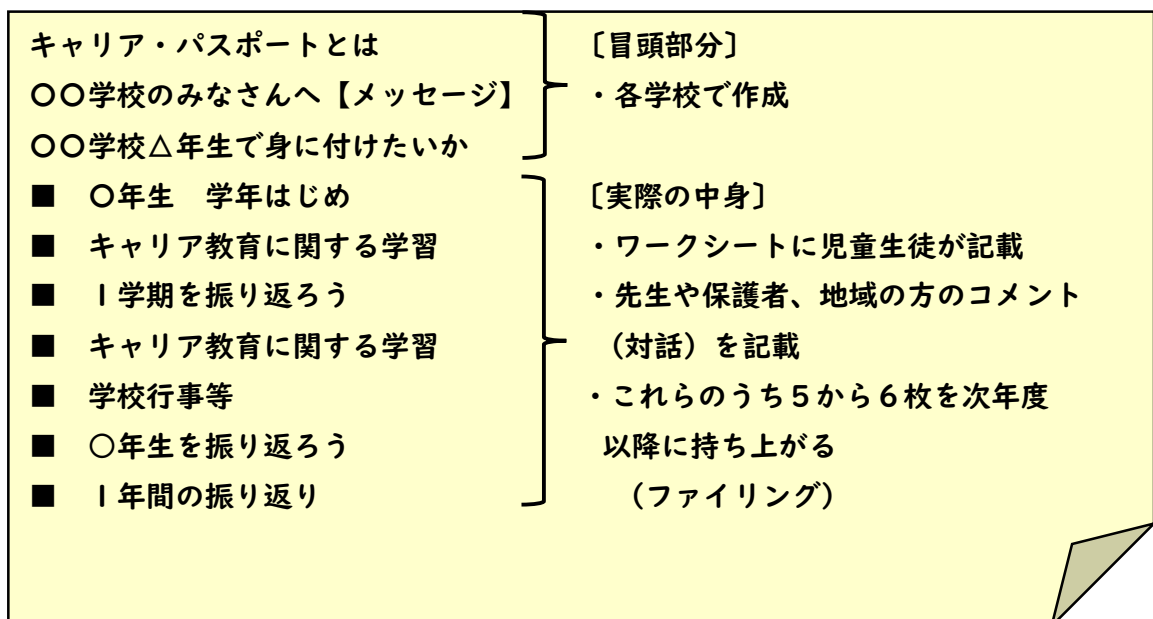 キャリア・パスポートとは
〇〇学校のみなさんへ【メッセージ】
〇〇学校△年生で身に付けたいか
■ 〇年生 学年はじめ
■ キャリア教育に関する学習
■ 1学期を振り返ろう
■ キャリア教育に関する学習
■ 学校行事等
■ ○年生を振り返ろう
■ 1年間の振り返り
〔冒頭部分〕
・各学校で作成
〔実際の中身〕
・ワークシートに児童生徒が記載
・先生や保護者、地域の方のコメント
(対話)を記載
・これらのうち5から6枚を次年度
以降に持ち上がる
(ファイリング)